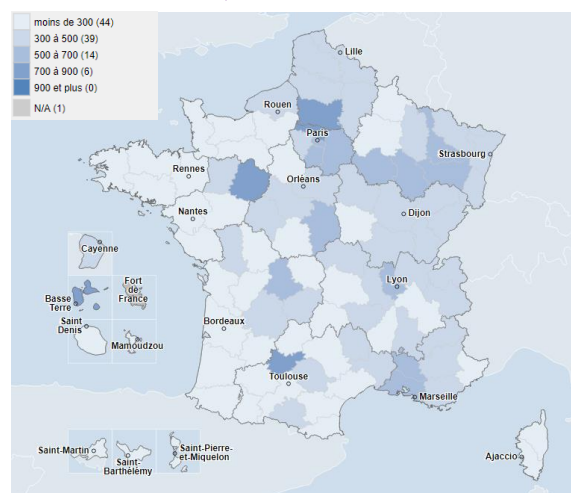 moins de 300 (44)
300 à 500 (39)
500 à 700 (14)
700 à 900 (6)
900 et plus (0)
N/A (1)
Lille
Rouen
Paris
Strasbourg
Rennes
Orléans
Nantes
Dijon
Cayenne
Lyon
Basse
Terre
Fort
de
France
Saint
Denis
Mamoudzou
Bordeaux
Toulouse
Marseille
Saint-Martin
Saint-
Barthélémy
Saint-Pierre-
et-Miquelon
Ajaccio